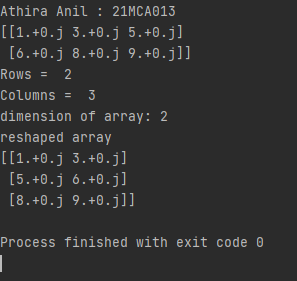 Athira Anil : 21MCA013
[[1.+0.j 3.+0.j 5.+0.j]
 [6.+0.j 8.+0.j 9.+0.j]]
Rows =  2
Columns =  3
dimension of array: 2
reshaped array
[[1.+0.j 3.+0.j]
 [5.+0.j 6.+0.j]
 [8.+0.j 9.+0.j]]
Process finished with exit code 0